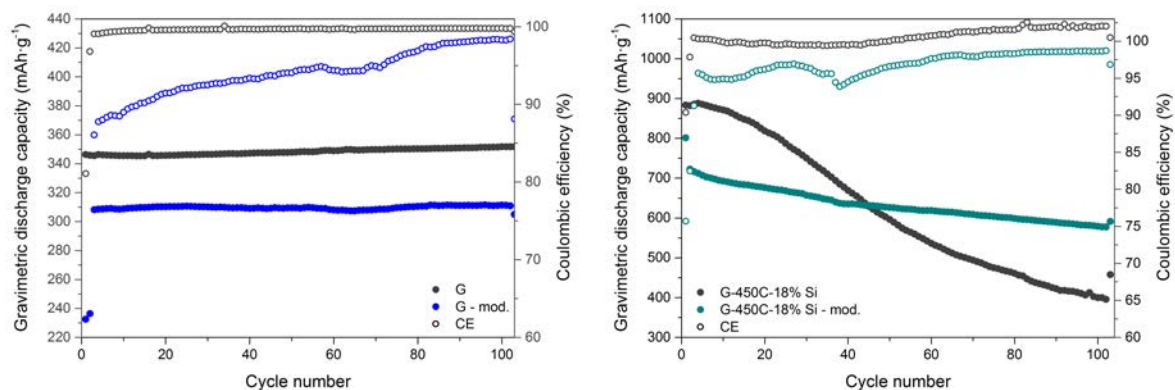 440
420
400
380
360
340
320
300
280
260
240
220
Gravimetric discharge capacity (mAh·g⁻¹)
0 20 40 60 80 100
Cycle number
100
90
80
70
60
Coulombic efficiency (%)
G
G - mod.
CE
1100
1000
900
800
700
600
500
400
300
Gravimetric discharge capacity (mAh·g⁻¹)
0 20 40 60 80 100
Cycle number
100
95
90
85
80
75
70
65
60
Coulombic efficiency (%)
G-450C-18% Si
G-450C-18% Si - mod.
CE